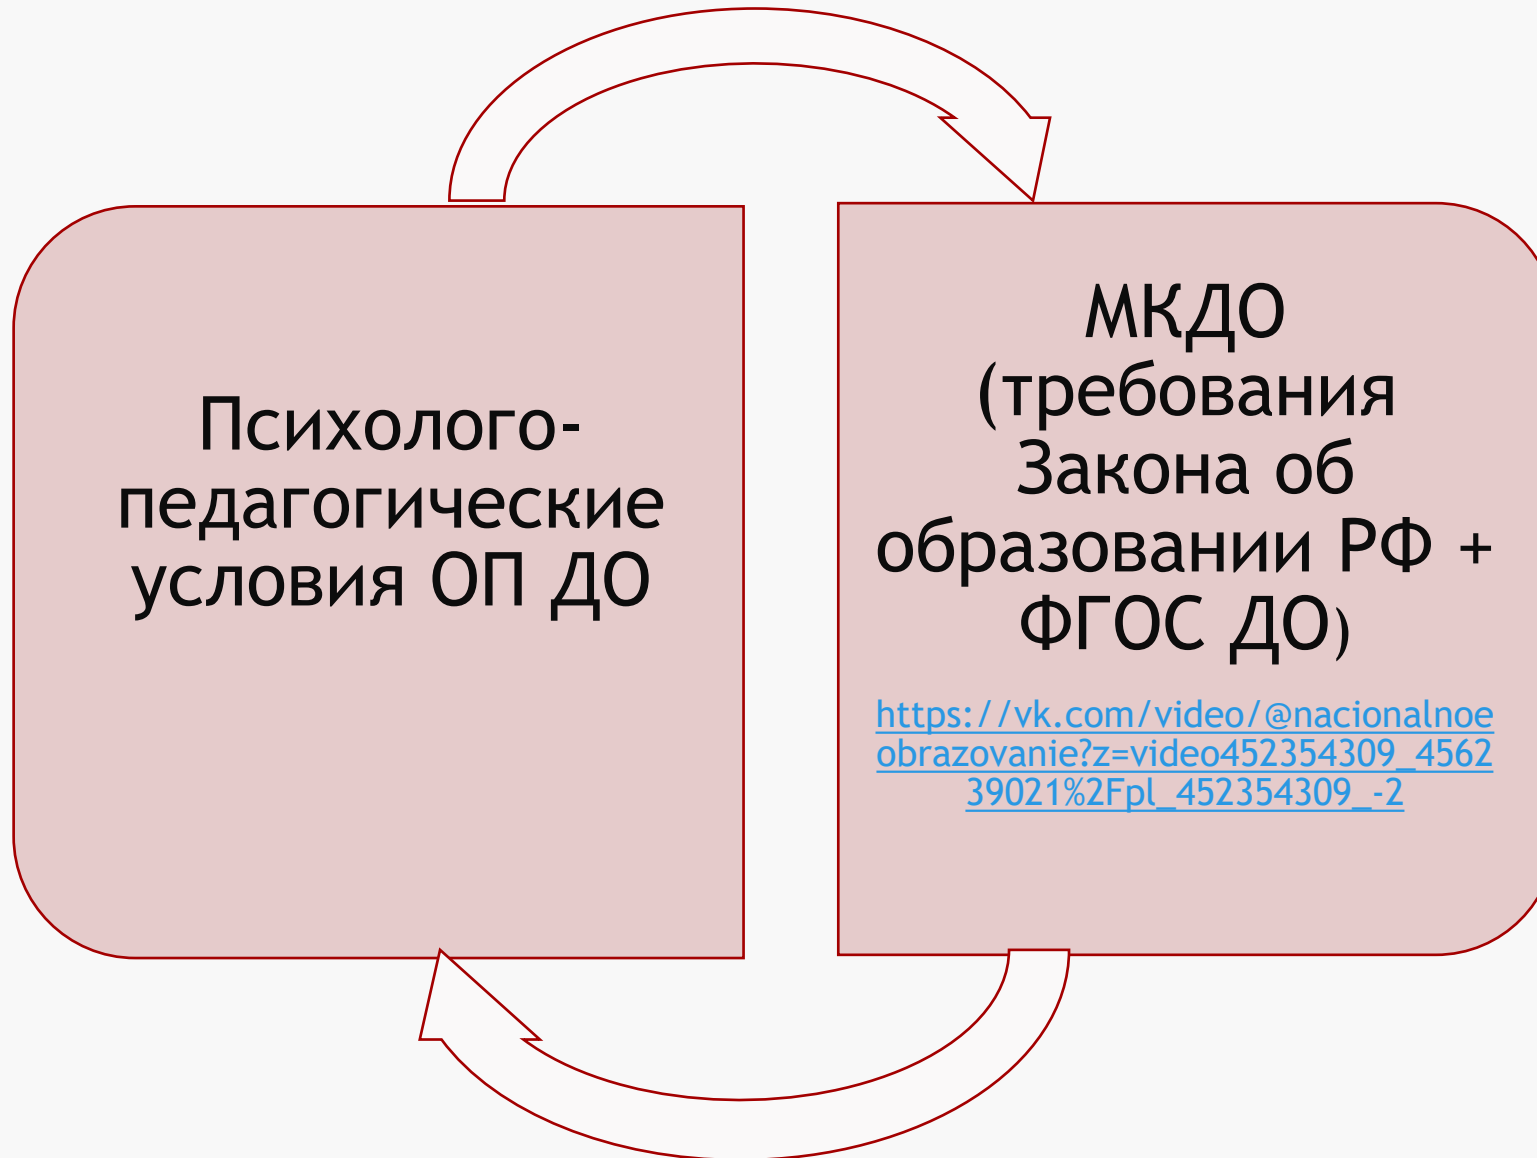 Психолого-
педагогические
условия ОП ДО
МКДО
(требования
Закона об
образовании РФ +
ФГОС ДО)
https://vk.com/video/@nacionalnoe
obrazovanie?z=video452354309_4562
39021%2Fpl_452354309_-2